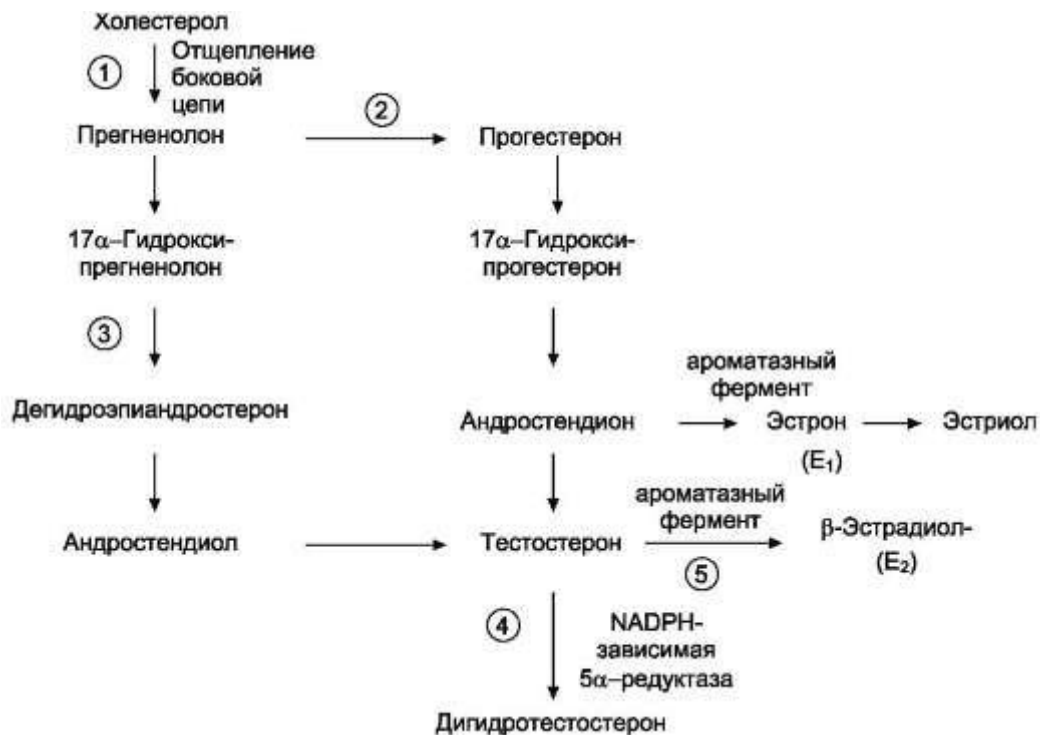 Холестерол
① Отщепление
боковой
цепи
②
Прегненолон
Прогестерон
17α–Гидрокси-
прегненолон
17α–Гидрокси-
прогестерон
③
ароматазный
фермент
Дегидроэпиандростерон
Андростендион
Эстрон
Эстриол
(E₁)
ароматазный
фермент
Андростендиол
Тестостерон
β-Эстрадиол-
(E₂)
⑤
④
NADPH-
зависимая
5α–редуктаза
Дигидротестостерон